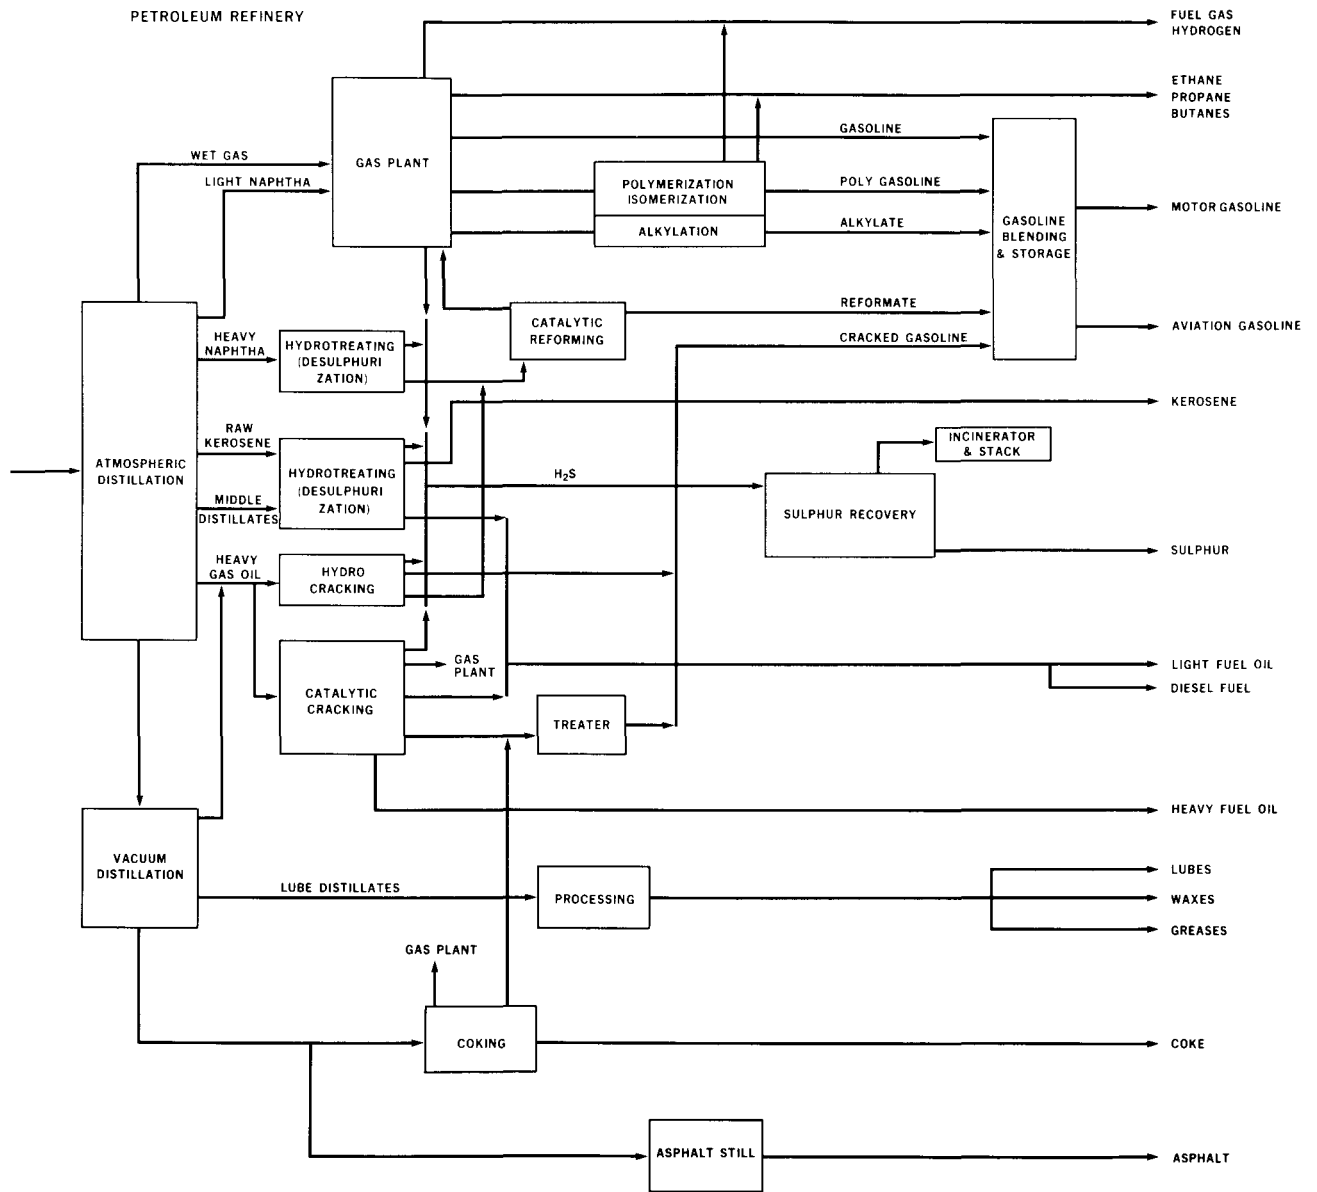 PETROLEUM REFINERY
FUEL GAS
HYDROGEN
ETHANE
PROPANE
BUTANES
GASOLINE
WET GAS
GAS PLANT
LIGHT NAPHTHA
POLYMERIZATION
ISOMERIZATION
POLY GASOLINE
ALKYLATION
ALKYLATE
GASOLINE
BLENDING
& STORAGE
MOTOR GASOLINE
REFORMATE
CATALYTIC
REFORMING
AVIATION GASOLINE
CRACKED GASOLINE
HEAVY
NAPHTHA
HYDROTREATING
(DESULPHURI
ZATION)
KEROSENE
RAW
KEROSENE
INCINERATOR
& STACK
ATMOSPHERIC
DISTILLATION
HYDROTREATING
(DESULPHURI
ZATION)
H2S
MIDDLE
DISTILLATES
SULPHUR RECOVERY
SULPHUR
HEAVY
GAS OIL
HYDRO
CRACKING
GAS
PLANT
LIGHT FUEL OIL
DIESEL FUEL
CATALYTIC
CRACKING
TREATER
HEAVY FUEL OIL
VACUUM
DISTILLATION
LUBES
LUBE DISTILLATES
PROCESSING
WAXES
GREASES
GAS PLANT
COKING
COKE
ASPHALT STILL
ASPHALT